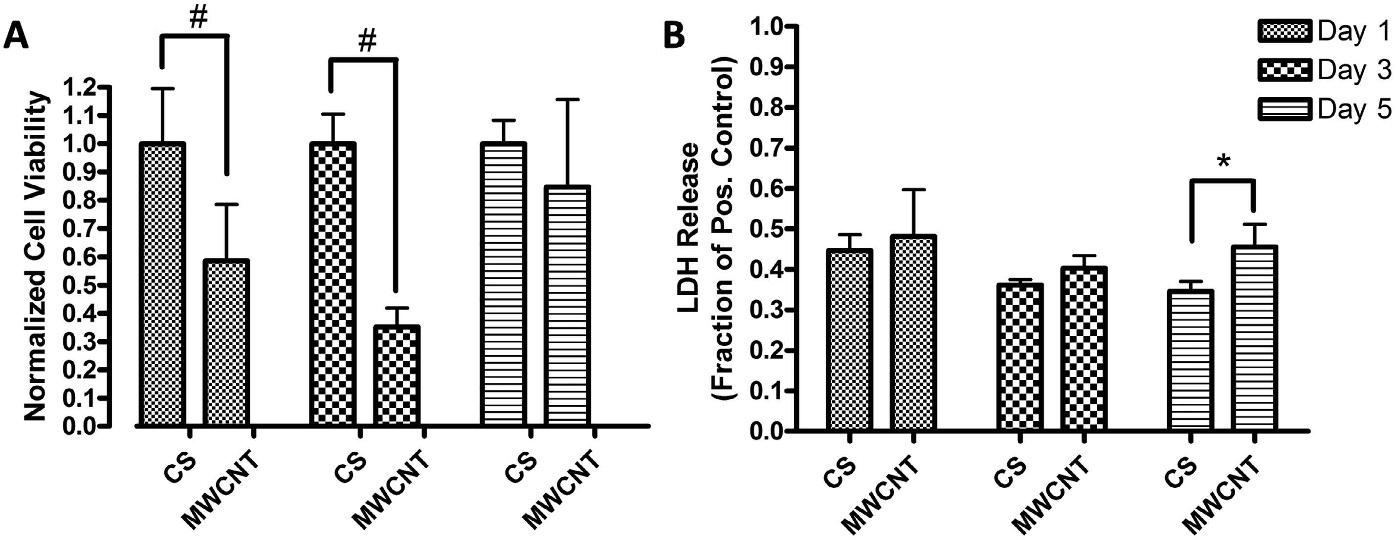 A
#
#
Normalized Cell Viability
1.2
1.1
1.0
0.9
0.8
0.7
0.6
0.5
0.4
0.3
0.2
0.1
0.0
CS
MWCNT
CS
MWCNT
CS
MWCNT
B
LDH Release
(Fraction of Pos. Control)
1.0
0.9
0.8
0.7
0.6
0.5
0.4
0.3
0.2
0.1
0.0
*
CS
MWCNT
CS
MWCNT
CS
MWCNT
Day 1
Day 3
Day 5